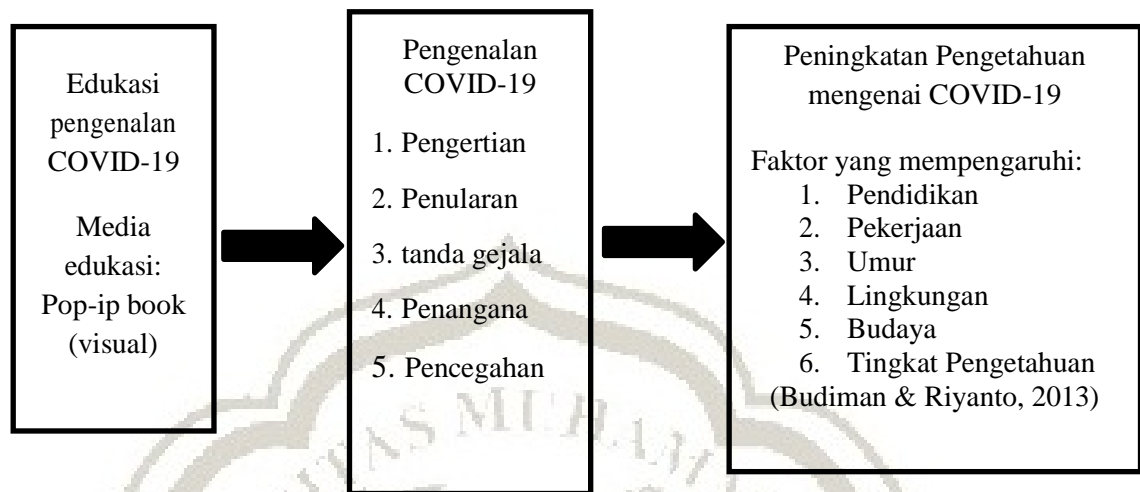 Edukasi
pengenalan
COVID-19
Media
edukasi:
Pop-ip book
(visual)
Pengenalan
COVID-19
1. Pengertian
2. Penularan
3. tanda gejala
4. Penangana
5. Pencegahan
Peningkatan Pengetahuan
mengenai COVID-19
Faktor yang mempengaruhi:
1. Pendidikan
2. Pekerjaan
3. Umur
4. Lingkungan
5. Budaya
6. Tingkat Pengetahuan
(Budiman & Riyanto, 2013)